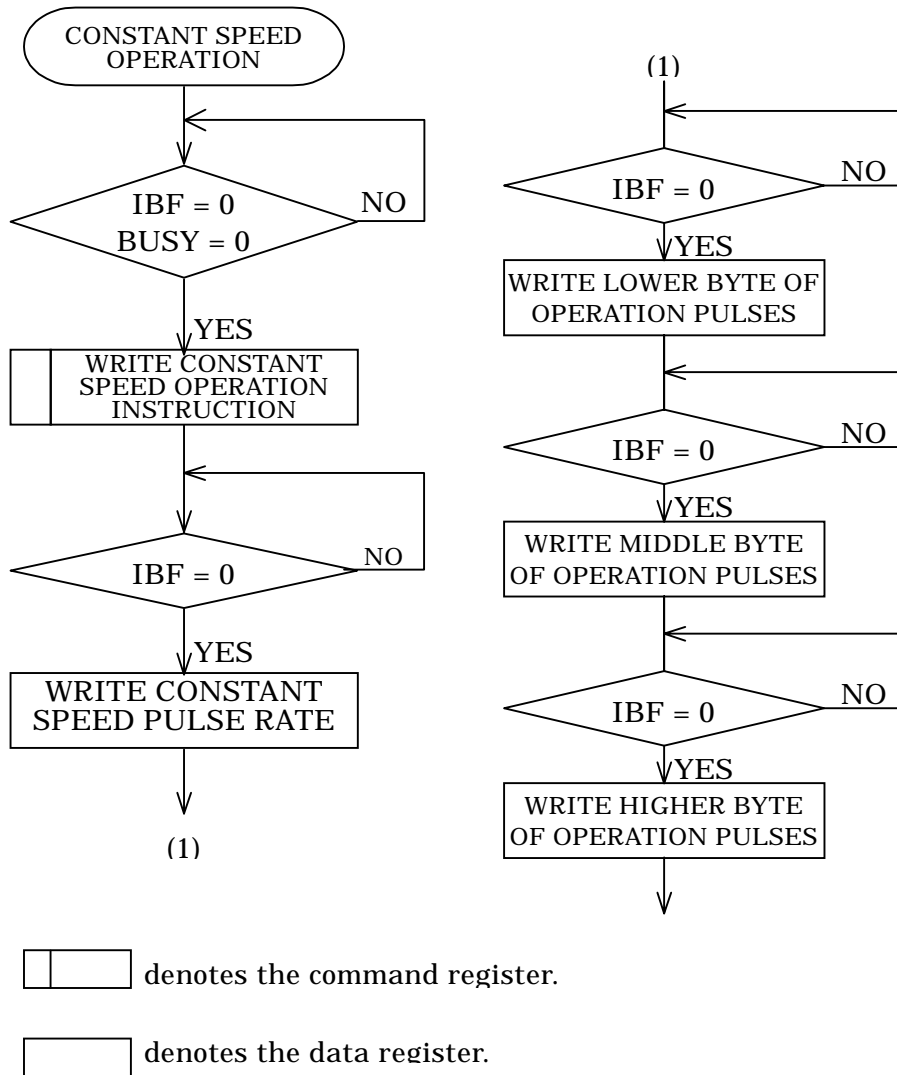 CONSTANT SPEED
OPERATION
IBF = 0
BUSY = 0
NO
YES
WRITE CONSTANT
SPEED OPERATION
INSTRUCTION
IBF = 0
NO
YES
WRITE CONSTANT
SPEED PULSE RATE
(1)
(1)
IBF = 0
NO
YES
WRITE LOWER BYTE OF
OPERATION PULSES
IBF = 0
NO
YES
WRITE MIDDLE BYTE
OF OPERATION PULSES
IBF = 0
NO
YES
WRITE HIGHER BYTE
OF OPERATION PULSES
denotes the command register.
denotes the data register.